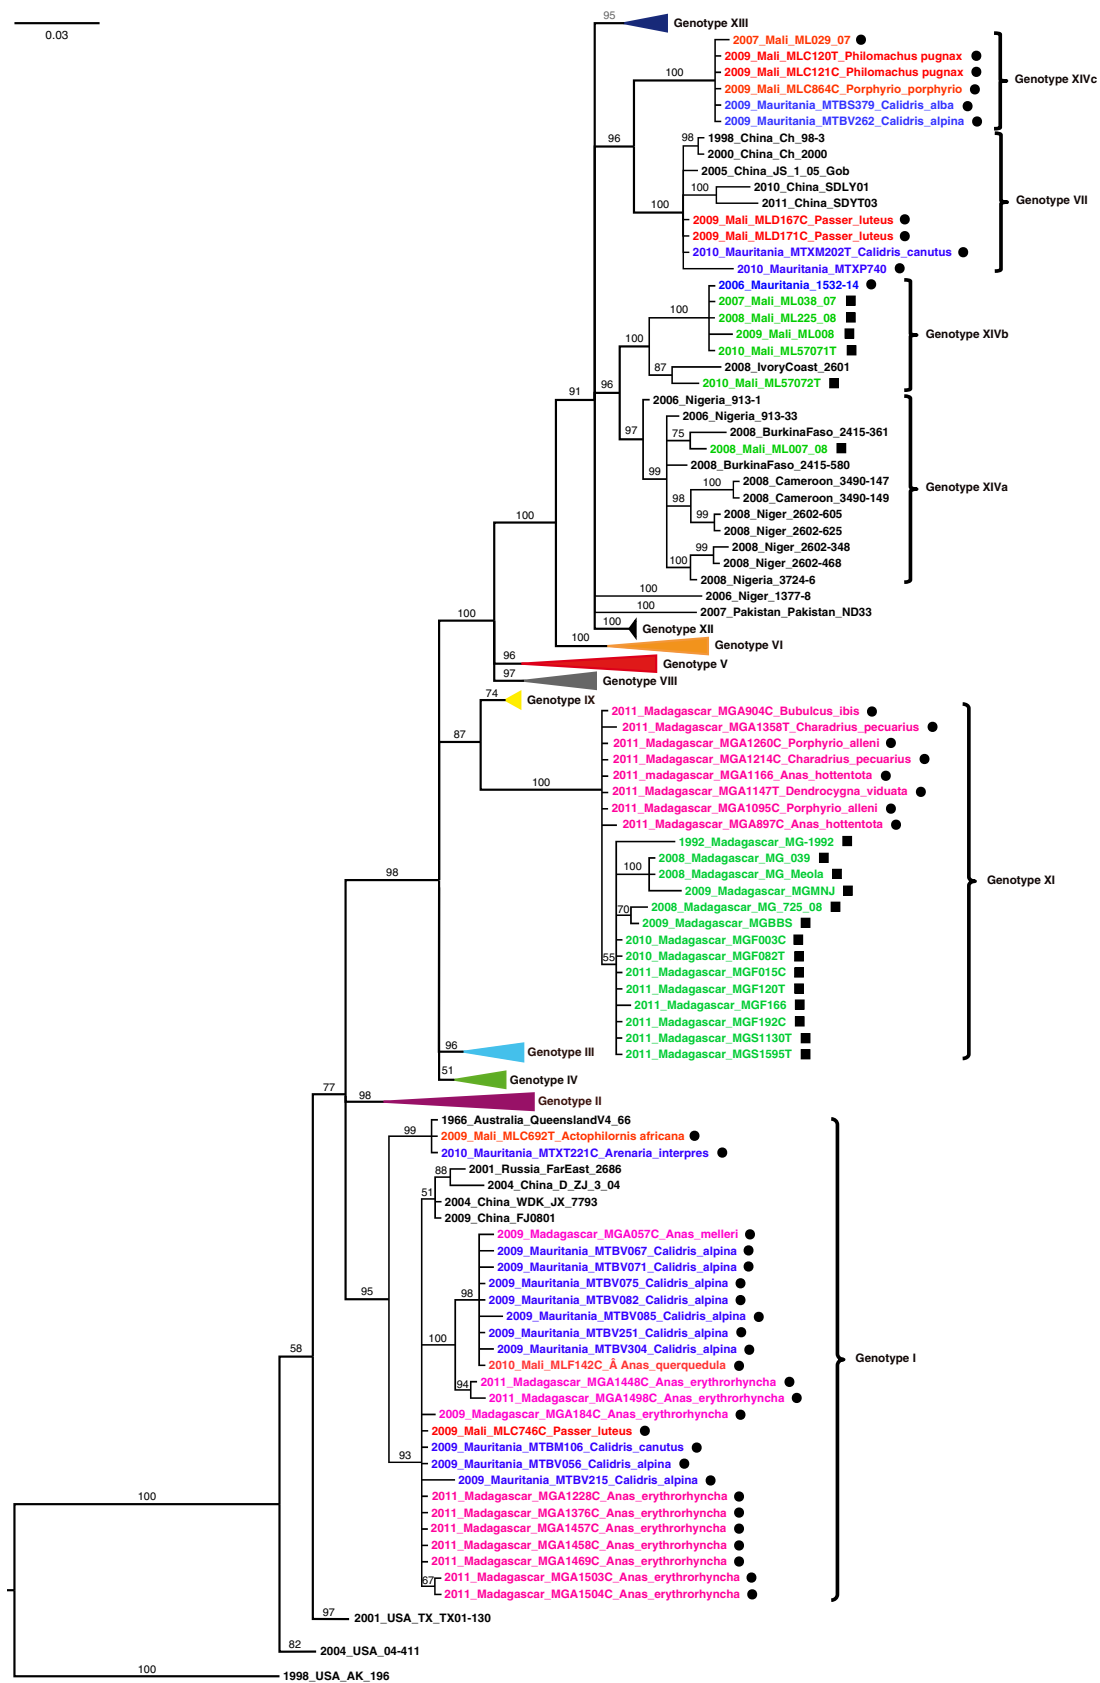 0.03
95
Genotype XIII
2007_Mali_ML029_07
2009_Mali_MLC120T_Philomachus pugnax
100
2009_Mali_MLC121C_Philomachus pugnax
Genotype XIVc
2009_Mali_MLC864C_Porphyrio_porphyrio
2009_Mauritania_MTBS379_Calidris_alba
2009_Mauritania_MTBV262_Calidris_alpina
96
98
1998_China_Ch_98-3
2000_China_Ch_2000
2005_China_JS_1_05_Gob
100
2010_China_SDLY01
2011_China_SDYT03
Genotype VII
100
2009_Mali_MLD167C_Passer_luteus
2009_Mali_MLD171C_Passer_luteus
2010_Mauritania_MTXM202T_Calidris_canutus
2010_Mauritania_MTXP740
2006_Mauritania_1532-14
2007_Mali_ML038_07
100
2008_Mali_ML225_08
2009_Mali_ML008
Genotype XIVb
100
2010_Mali_ML57071T
87
2008_IvoryCoast_2601
2010_Mali_ML57072T
91
96
2006_Nigeria_913-1
2006_Nigeria_913-33
97
75
2008_BurkinaFaso_2415-361
2008_Mali_ML007_08
2008_BurkinaFaso_2415-580
99
100
2008_Cameroon_3490-147
Genotype XIVa
98
2008_Cameroon_3490-149
99
2008_Niger_2602-605
2008_Niger_2602-625
99
2008_Niger_2602-348
100
2008_Niger_2602-468
2008_Nigeria_3724-6
100
2006_Niger_1377-8
100
2007_Pakistan_Pakistan_ND33
100
Genotype XII
100
100
Genotype VI
100
96
Genotype V
97
Genotype VIII
74
Genotype IX
87
100
2011_Madagascar_MGA904C_Bubulcus_ibis
2011_Madagascar_MGA1358T_Charadrius_pecuarius
2011_Madagascar_MGA1260C_Porphyrio_alleni
2011_Madagascar_MGA1214C_Charadrius_pecuarius
2011_madagascar_MGA1166_Anas_hottentota
2011_Madagascar_MGA1147T_Dendrocygna_viduata
2011_Madagascar_MGA1095C_Porphyrio_alleni
2011_Madagascar_MGA897C_Anas_hottentota
1992_Madagascar_MG-1992
2008_Madagascar_MG_039
100
2008_Madagascar_MG_Meola
98
Genotype XI
2009_Madagascar_MGMNJ
70
2008_Madagascar_MG_725_08
2009_Madagascar_MGBBS
2010_Madagascar_MGF003C
55
2010_Madagascar_MGF082T
2011_Madagascar_MGF015C
2011_Madagascar_MGF120T
2011_Madagascar_MGF166
2011_Madagascar_MGF192C
2011_Madagascar_MGS1130T
2011_Madagascar_MGS1595T
96
Genotype III
51
Genotype IV
77
98
Genotype II
1966_Australia_QueenslandV4_66
99
2009_Mali_MLC692T_Actophilornis africana
2010_Mauritania_MTXT221C_Arenaria_interpres
88
2001_Russia_FarEast_2686
2004_China_D_ZJ_3_04
51
2004_China_WDK_JX_7793
2009_China_FJ0801
2009_Madagascar_MGA057C_Anas_melleri
2009_Mauritania_MTBV067_Calidris_alpina
2009_Mauritania_MTBV071_Calidris_alpina
95
2009_Mauritania_MTBV075_Calidris_alpina
98
2009_Mauritania_MTBV082_Calidris_alpina
2009_Mauritania_MTBV085_Calidris_alpina
2009_Mauritania_MTBV251_Calidris_alpina
100
2009_Mauritania_MTBV304_Calidris_alpina
58
Genotype I
2010_Mali_MLF142C_Â Anas_querquedula
94
2011_Madagascar_MGA1448C_Anas_erythrorhyncha
2011_Madagascar_MGA1498C_Anas_erythrorhyncha
2009_Madagascar_MGA184C_Anas_erythrorhyncha
2009_Mali_MLC746C_Passer_luteus
2009_Mauritania_MTBM106_Calidris_canutus
93
2009_Mauritania_MTBV056_Calidris_alpina
2009_Mauritania_MTBV215_Calidris_alpina
100
2011_Madagascar_MGA1228C_Anas_erythrorhyncha
2011_Madagascar_MGA1376C_Anas_erythrorhyncha
2011_Madagascar_MGA1457C_Anas_erythrorhyncha
2011_Madagascar_MGA1458C_Anas_erythrorhyncha
2011_Madagascar_MGA1469C_Anas_erythrorhyncha
67
2011_Madagascar_MGA1503C_Anas_erythrorhyncha
2011_Madagascar_MGA1504C_Anas_erythrorhyncha
97
2001_USA_TX_TX01-130
82
2004_USA_04-411
100
1998_USA_AK_196